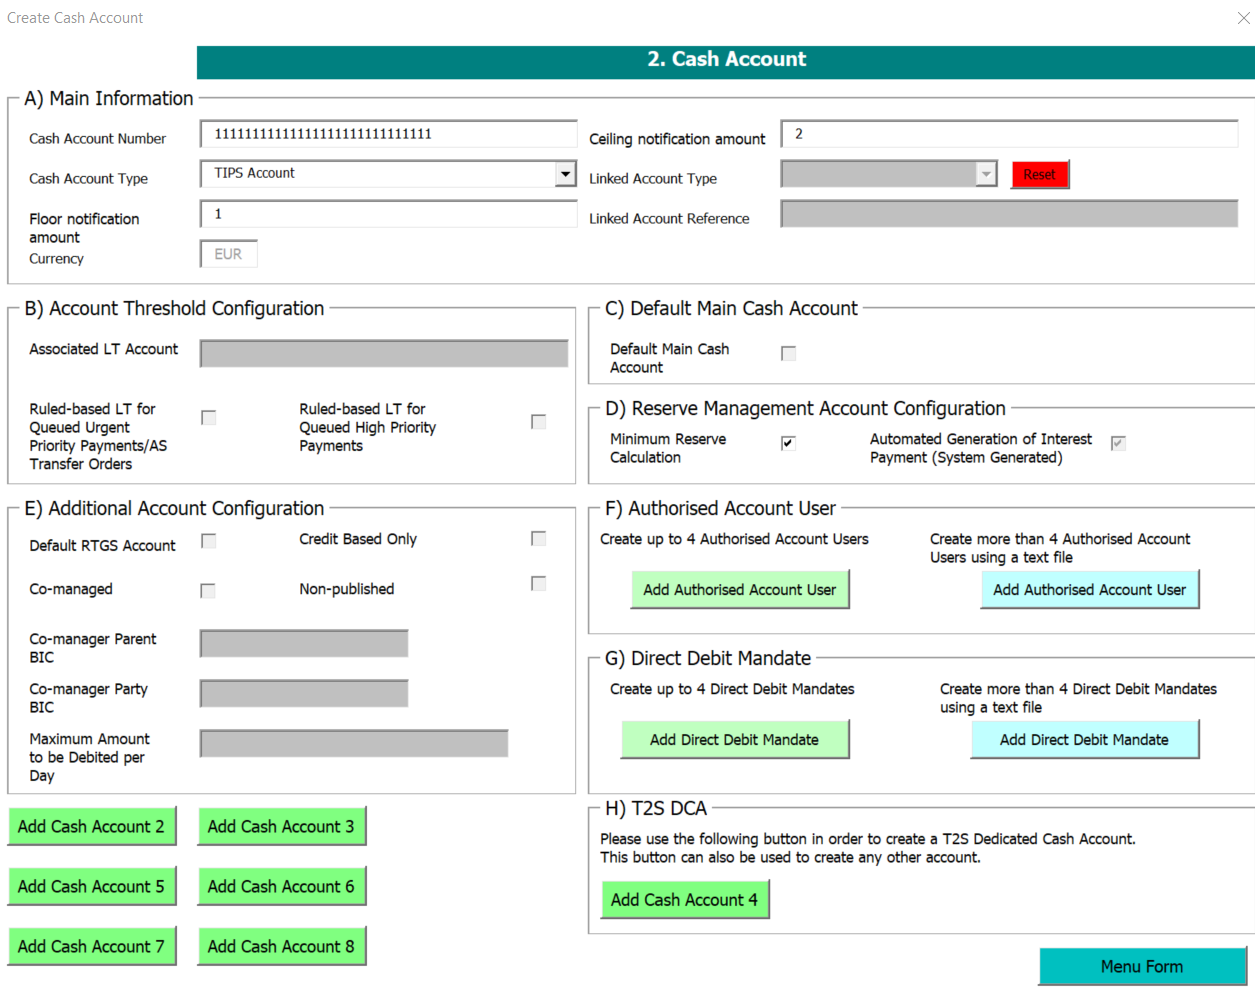 Create Cash Account
2. Cash Account
A) Main Information
Cash Account Number
1111111111111111111111111111111
Ceiling notification amount
2
Cash Account Type
TIPS Account
Linked Account Type
Reset
Floor notification
amount
1
Linked Account Reference
Currency
EUR
B) Account Threshold Configuration
Associated LT Account
Ruled-based LT for
Queued Urgent
Priority Payments/AS
Transfer Orders
Ruled-based LT for
Queued High Priority
Payments
C) Default Main Cash Account
Default Main Cash
Account
D) Reserve Management Account Configuration
Minimum Reserve
Calculation
Automated Generation of Interest
Payment (System Generated)
E) Additional Account Configuration
Default RTGS Account
Credit Based Only
Co-managed
Non-published
Co-manager Parent
BIC
Co-manager Party
BIC
Maximum Amount
to be Debited per
Day
F) Authorised Account User
Create up to 4 Authorised Account Users
Create more than 4 Authorised Account
Users using a text file
Add Authorised Account User
Add Authorised Account User
G) Direct Debit Mandate
Create up to 4 Direct Debit Mandates
Create more than 4 Direct Debit Mandates
using a text file
Add Direct Debit Mandate
Add Direct Debit Mandate
Add Cash Account 2
Add Cash Account 3
Add Cash Account 5
Add Cash Account 6
Add Cash Account 7
Add Cash Account 8
H) T2S DCA
Please use the following button in order to create a T2S Dedicated Cash Account.
This button can also be used to create any other account.
Add Cash Account 4
Menu Form